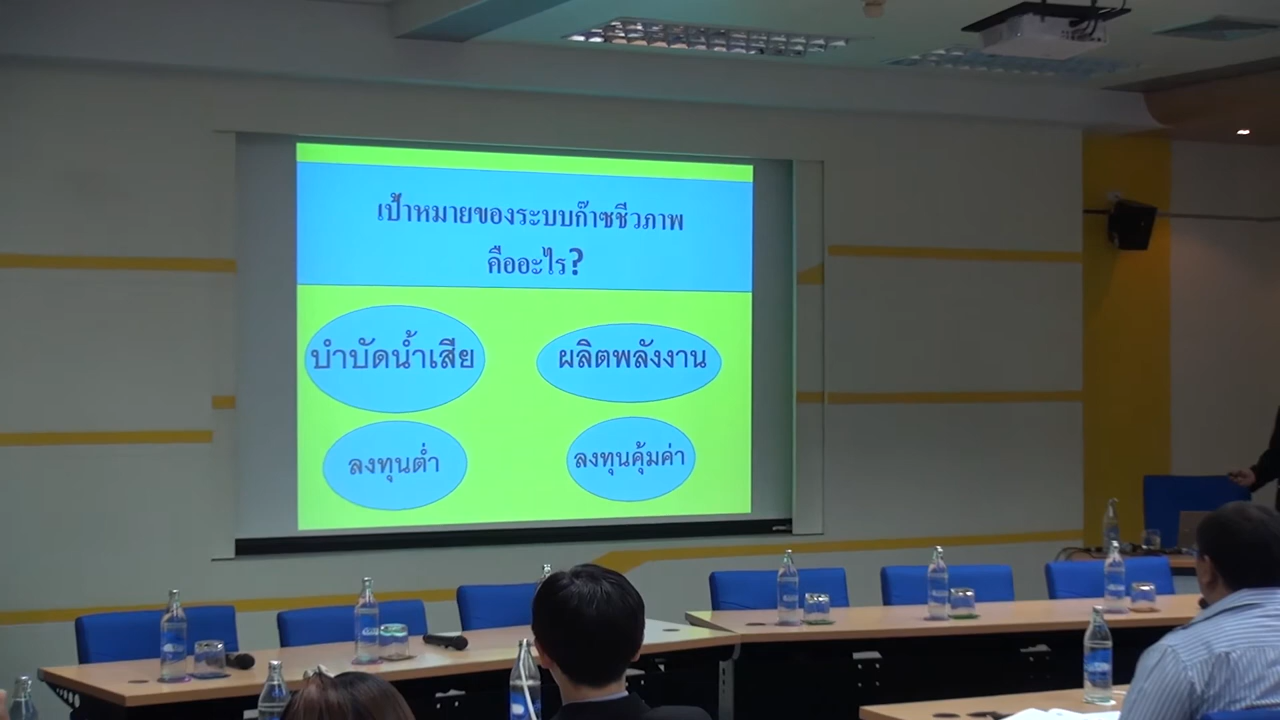 เป้าหมายของระบบก๊าซชีวภาพ
คืออะไร?
บำบัดน้ำเสีย
ผลิตพลังงาน
ลงทุนต่ำ
ลงทุนคุ้มค่า